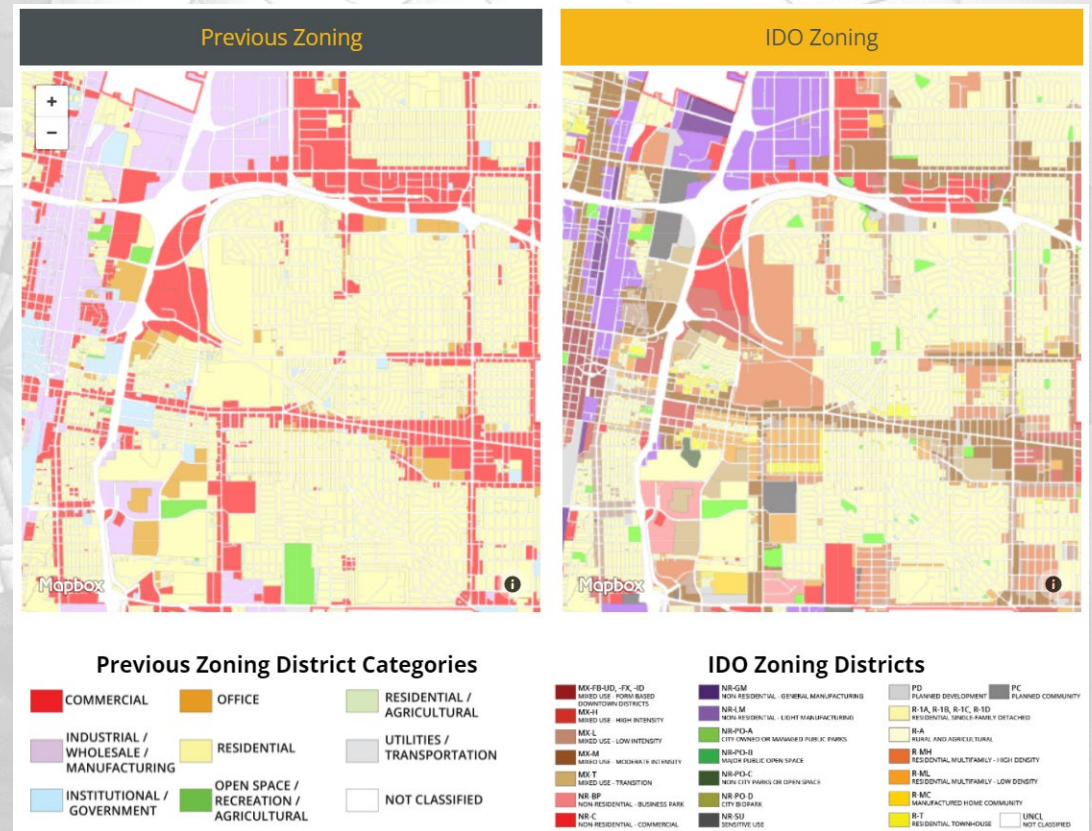 Previous Zoning
IDO Zoning
+
−
Mapbox
i
Mapbox
i
Previous Zoning District Categories
COMMERCIAL
OFFICE
RESIDENTIAL /
AGRICULTURAL
INDUSTRIAL /
WHOLESALE /
MANUFACTURING
RESIDENTIAL
UTILITIES /
TRANSPORTATION
INSTITUTIONAL /
GOVERNMENT
OPEN SPACE /
RECREATION /
AGRICULTURAL
NOT CLASSIFIED
IDO Zoning Districts
MX-FB-UD, -FX, -ID
MIXED USE - FORM-BASED
DOWNTOWN DISTRICTS
MX-H
MIXED USE - HIGH INTENSITY
MX-L
MIXED USE - LOW INTENSITY
MX-M
MIXED USE - MODERATE INTENSITY
MX-T
MIXED USE - TRANSITION
NR-BP
NON-RESIDENTIAL - BUSINESS PARK
NR-C
NON-RESIDENTIAL - COMMERCIAL
NR-GM
NON RESIDENTIAL - GENERAL MANUFACTURING
NR-LM
NON-RESIDENTIAL - LIGHT MANUFACTURING
NR-PO-A
CITY OWNED OR MANAGED PUBLIC PARKS
NR-PO-B
MAJOR PUBLIC OPEN SPACE
NR-PO-C
NON CITY PARKS OR OPEN SPACE
NR-PO-D
CITY BIOPARK
NR-SU
SENSITIVE USE
PD
PLANNED DEVELOPMENT
PC
PLANNED COMMUNITY
R-1A, R-1B, R-1C, R-1D
RESIDENTIAL SINGLE-FAMILY DETACHED
R-A
RURAL AND AGRICULTURAL
R-MH
RESIDENTIAL MULTIFAMILY - HIGH DENSITY
R-ML
RESIDENTIAL MULTIFAMILY - LOW DENSITY
R-MC
MANUFACTURED HOME COMMUNITY
R-T
RESIDENTIAL TOWNHOUSE
UNCL
NOT CLASSIFIED